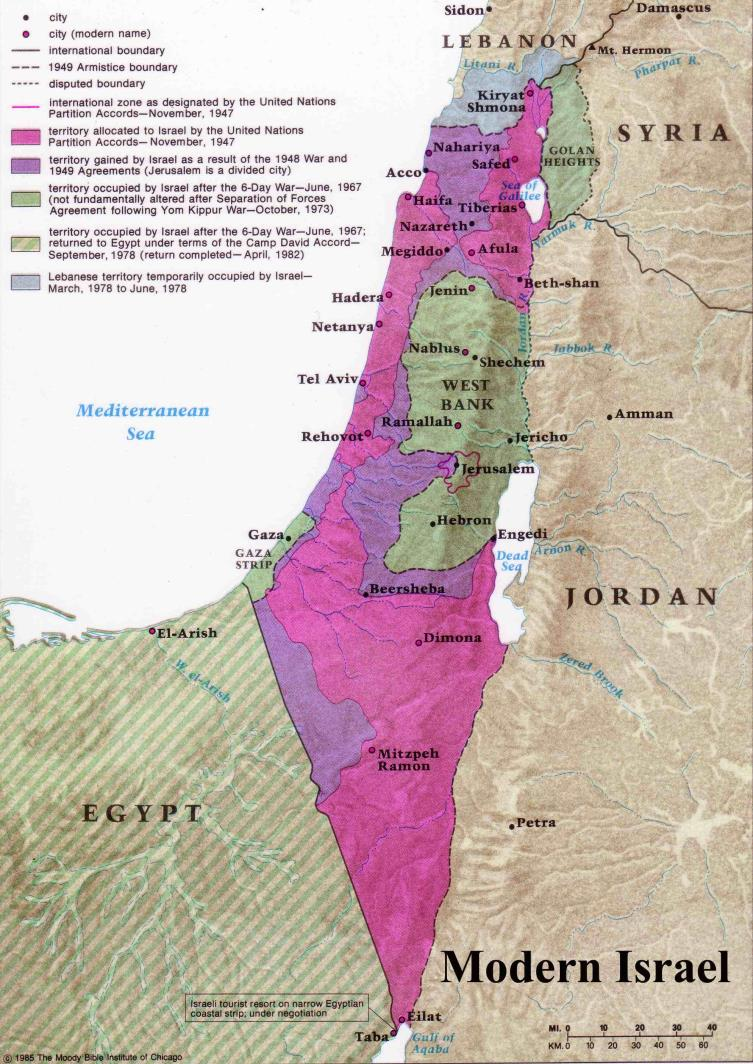 city
city (modern name)
international boundary
1949 Armistice boundary
disputed boundary
international zone as designated by the United Nations
Partition Accords—November, 1947
territory allocated to Israel by the United Nations
Partition Accords—November, 1947
territory gained by Israel as a result of the 1948 War and
1949 Agreements (Jerusalem is a divided city)
territory occupied by Israel after the 6-Day War—June, 1967
(not fundamentally altered after Separation of Forces
Agreement following Yom Kippur War—October, 1973)
territory occupied by Israel after the 6-Day War—June, 1967;
returned to Egypt under terms of the Camp David Accord—
September, 1978 (return completed—April, 1982)
Lebanese territory temporarily occupied by Israel—
March, 1978 to June, 1978
Sidon
Damascus
LEBANON
Mt. Hermon
Litani R.
Pharpar R.
Kiryat
Shmona
SYRIA
Nahariya
GOLAN
HEIGHTS
Safed
Acco
Sea of
Galilee
Haifa
Tiberias
Nazareth
Yarmuk R.
Megiddo
Afula
Beth-shan
Jenin
Hadera
Netanya
Jordan R.
Nablus
Shechem
Jabbok R.
Tel Aviv
WEST
BANK
Mediterranean
Sea
Amman
Ramallah
Rehovot
Jericho
Jerusalem
Hebron
Gaza
Engedi
GAZA
STRIP
Dead
Sea
Arnon R.
Beersheba
JORDAN
El-Arish
Dimona
W. el-Arish
Zered Brook
Mitzpeh
Ramon
EGYPT
Petra
Modern Israel
Israeli tourist resort on narrow Egyptian
coastal strip; under negotiation
Eilat
Taba
Gulf of
Aqaba
MI. 0 10 20 30 40
KM. 0 10 20 30 40 50 60
© 1985 The Moody Bible Institute of Chicago